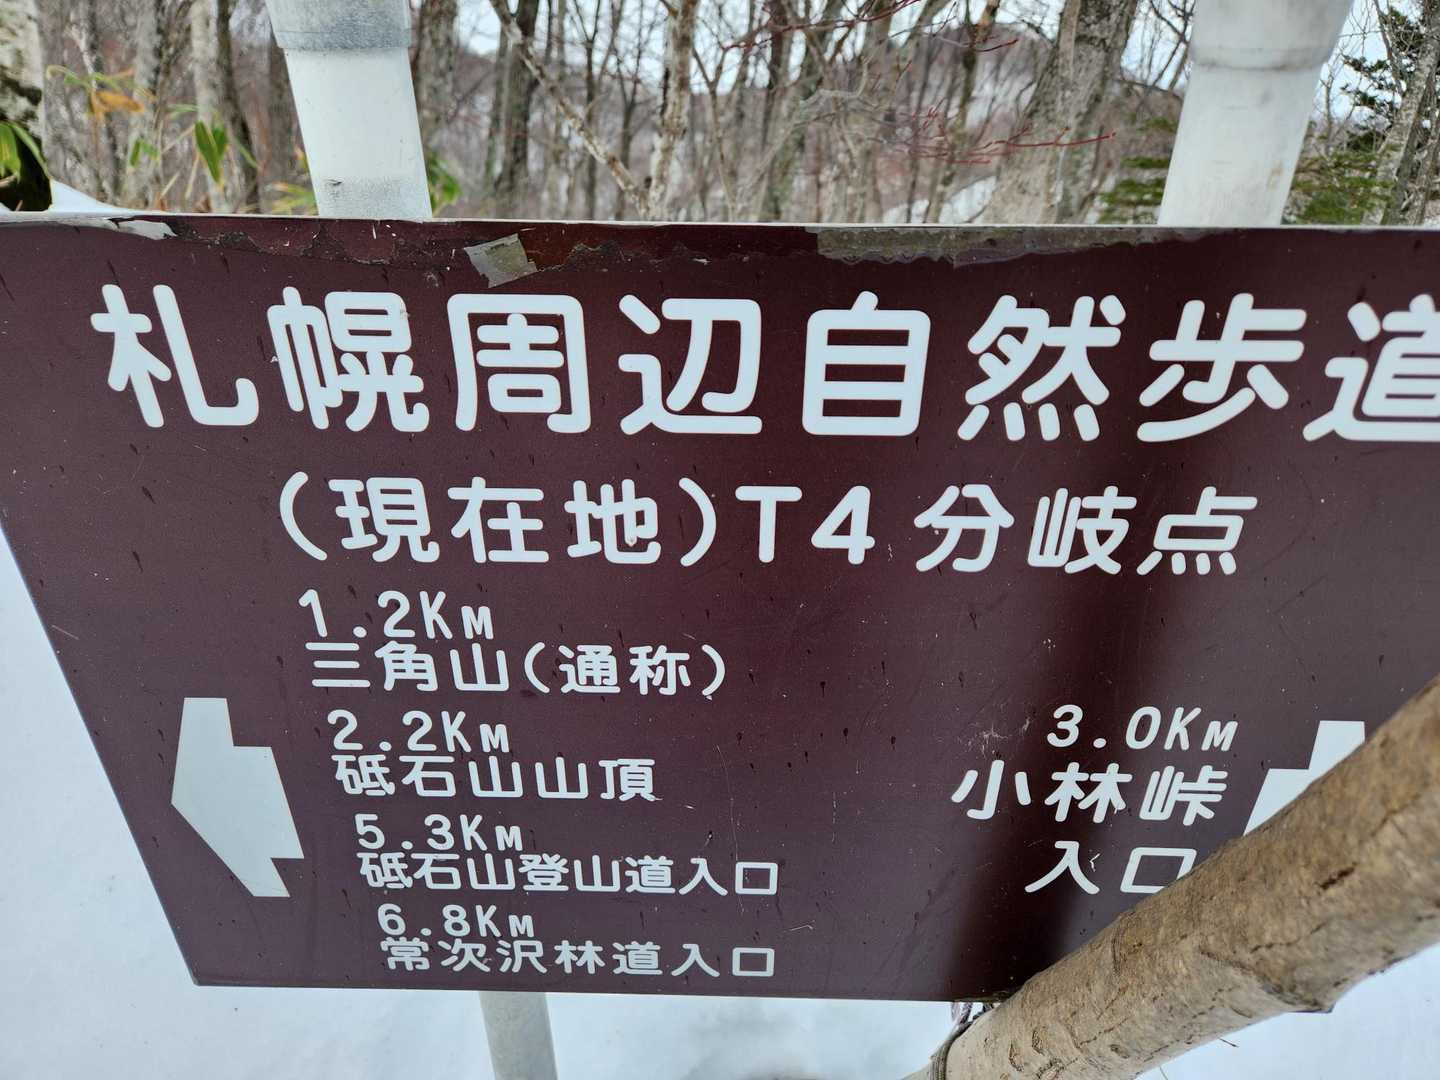 札幌周辺自然歩道
(現在地)T4分岐点
1.2Km
三角山(通称)
2.2Km
砥石山山頂
5.3Km
砥石山登山道入口
6.8Km
常次沢林道入口
3.0Km
小林峠
入口